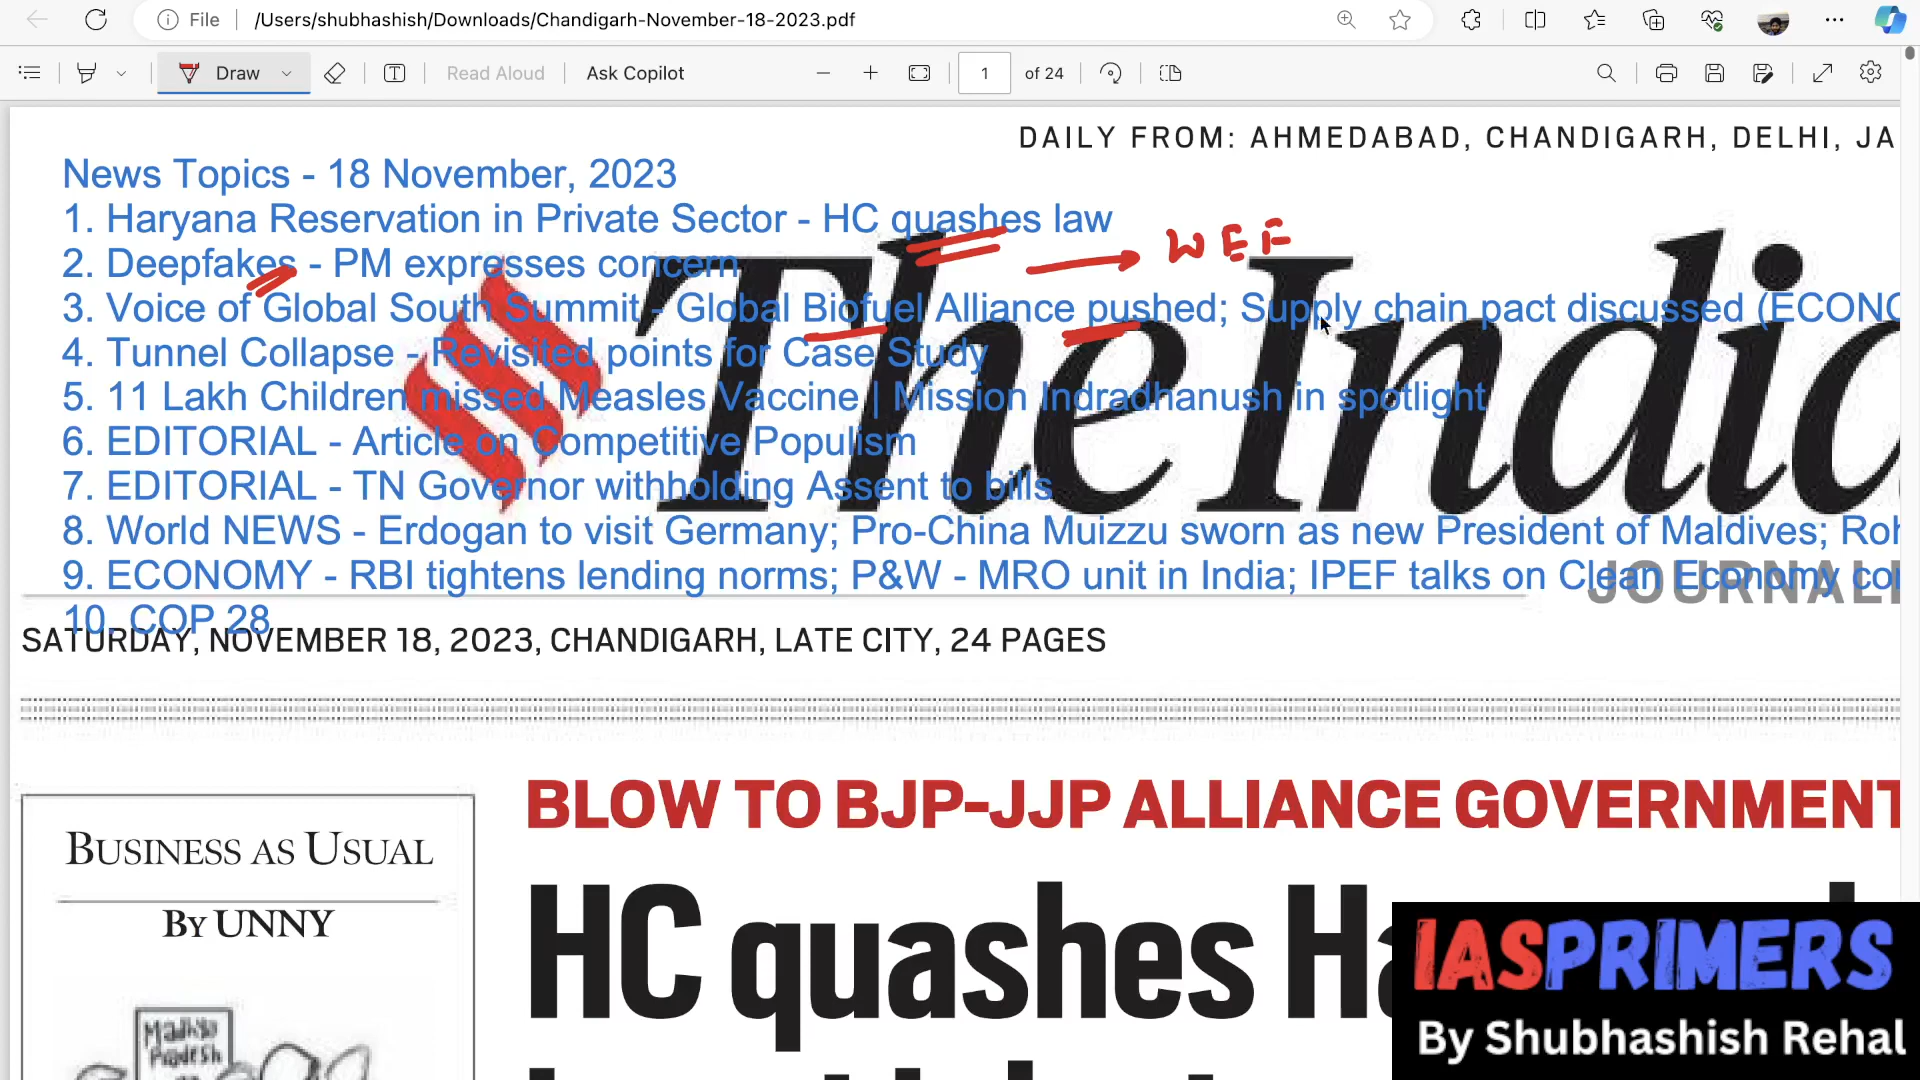 File /Users/shubhashish/Downloads/Chandigarh-November-18-2023.pdf
Draw Read Aloud Ask Copilot 1 of 24
DAILY FROM: AHMEDABAD, CHANDIGARH, DELHI, JA
News Topics - 18 November, 2023
1. Haryana Reservation in Private Sector - HC quashes law
2. Deepfakes - PM expresses concern
WEF
3. Voice of Global South Summit - Global Biofuel Alliance pushed; Supply chain pact discussed (ECONO
4. Tunnel Collapse - Revisited points for Case Study
5. 11 Lakh Children missed Measles Vaccine | Mission Indradhanush in spotlight
6. EDITORIAL - Article on Competitive Populism
7. EDITORIAL - TN Governor withholding Assent to bills
8. World NEWS - Erdogan to visit Germany; Pro-China Muizzu sworn as new President of Maldives; Roh
9. ECONOMY - RBI tightens lending norms; P&W - MRO unit in India; IPEF talks on Clean Economy con
10. COP 28
The India
JOURNALI
SATURDAY, NOVEMBER 18, 2023, CHANDIGARH, LATE CITY, 24 PAGES
BUSINESS AS USUAL
BY UNNY
Madhya
Pradesh
BLOW TO BJP-JJP ALLIANCE GOVERNMENT
HC quashes Ha
IASPRIMERS
By Shubhashish Rehal